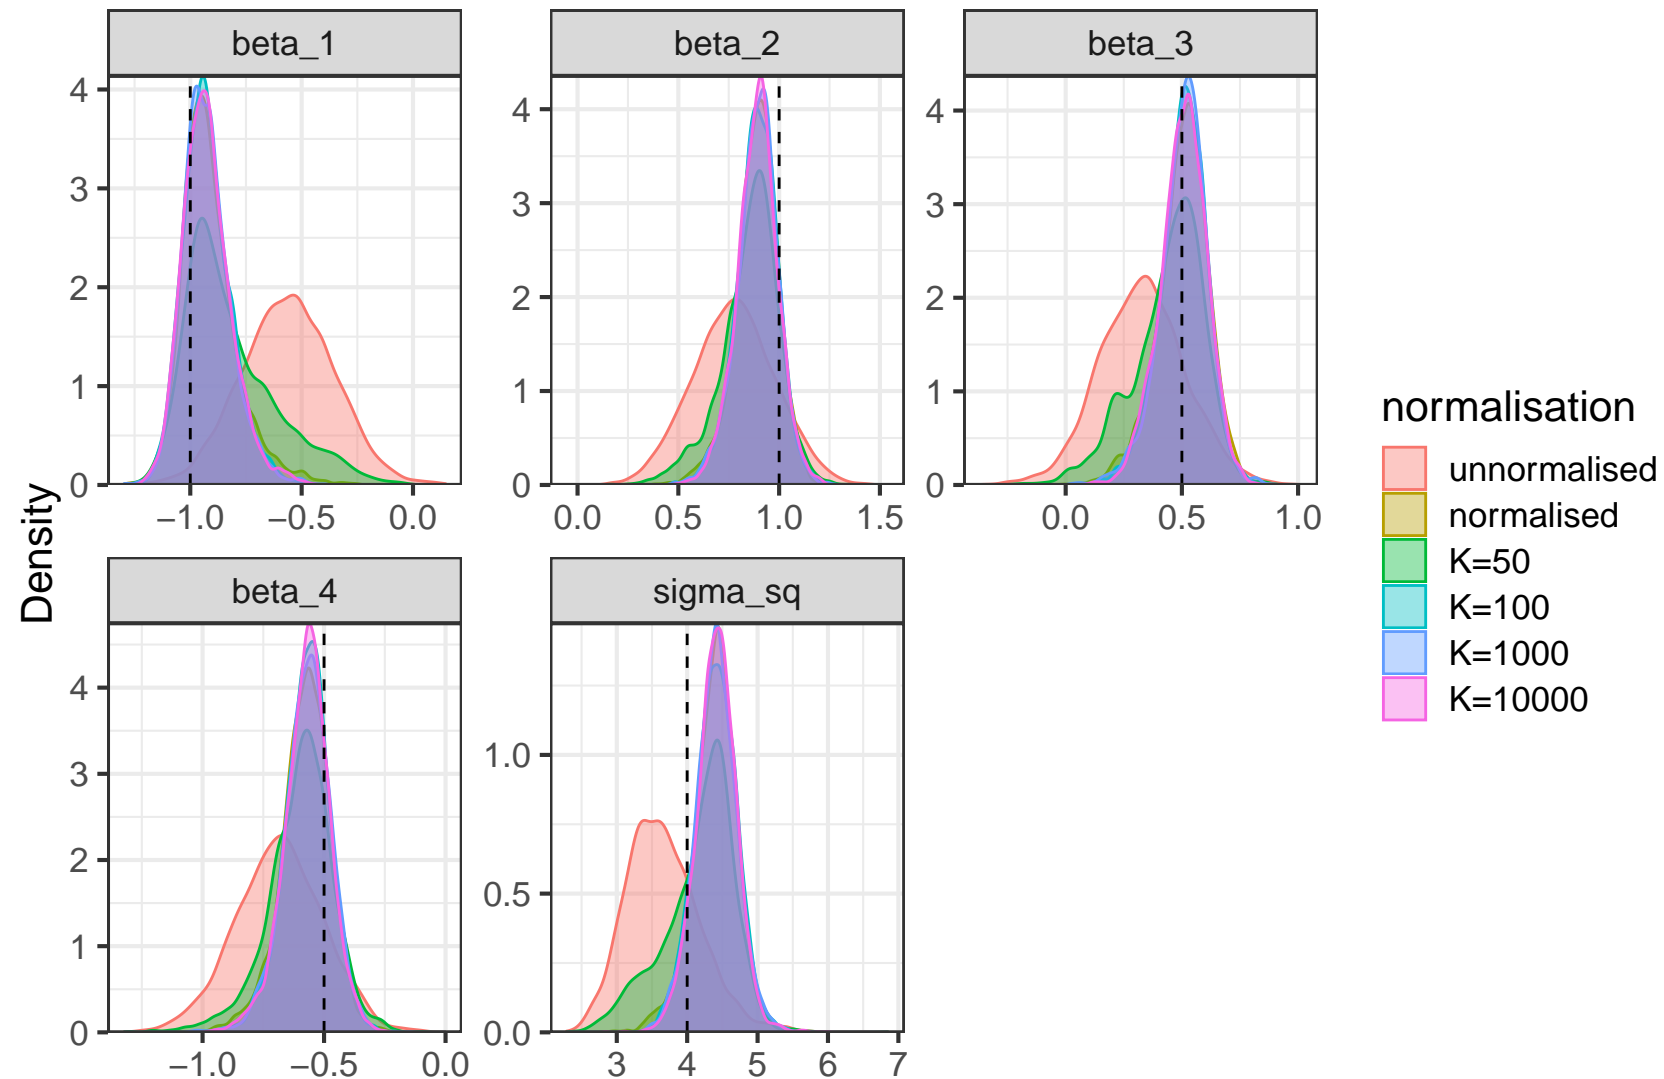 beta_1
beta_2
beta_3
4
3
2
1
0
−1.0 −0.5 0.0
4
3
2
1
0
0.0 0.5 1.0 1.5
4
3
2
1
0
0.0 0.5 1.0
Density
beta_4
sigma_sq
4
3
2
1
0
−1.0 −0.5 0.0
1.0
0.5
0.0
3 4 5 6 7
normalisation
unnormalised
normalised
K=50
K=100
K=1000
K=10000